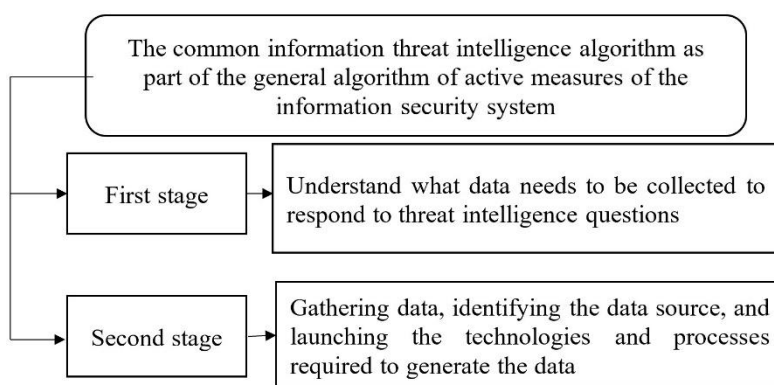 The common information threat intelligence algorithm as
part of the general algorithm of active measures of the
information security system
First stage
Understand what data needs to be collected to
respond to threat intelligence questions
Second stage
Gathering data, identifying the data source, and
launching the technologies and processes
required to generate the data